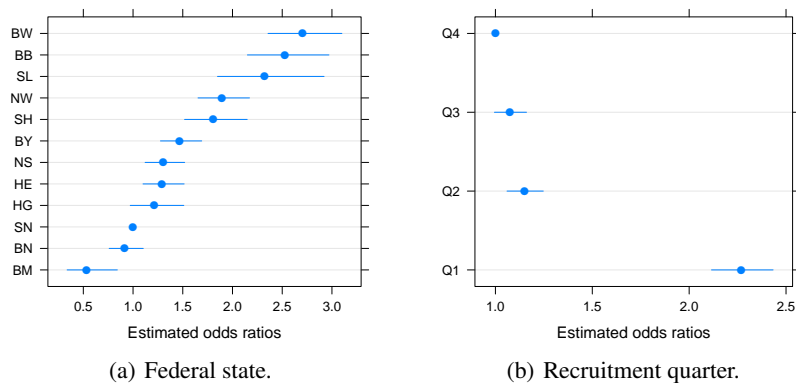 BW
BB
SL
NW
SH
BY
NS
HE
HG
SN
BN
BM
0.5 1.0 1.5 2.0 2.5 3.0
Estimated odds ratios
(a) Federal state.
Q4
Q3
Q2
Q1
1.0 1.5 2.0 2.5
Estimated odds ratios
(b) Recruitment quarter.